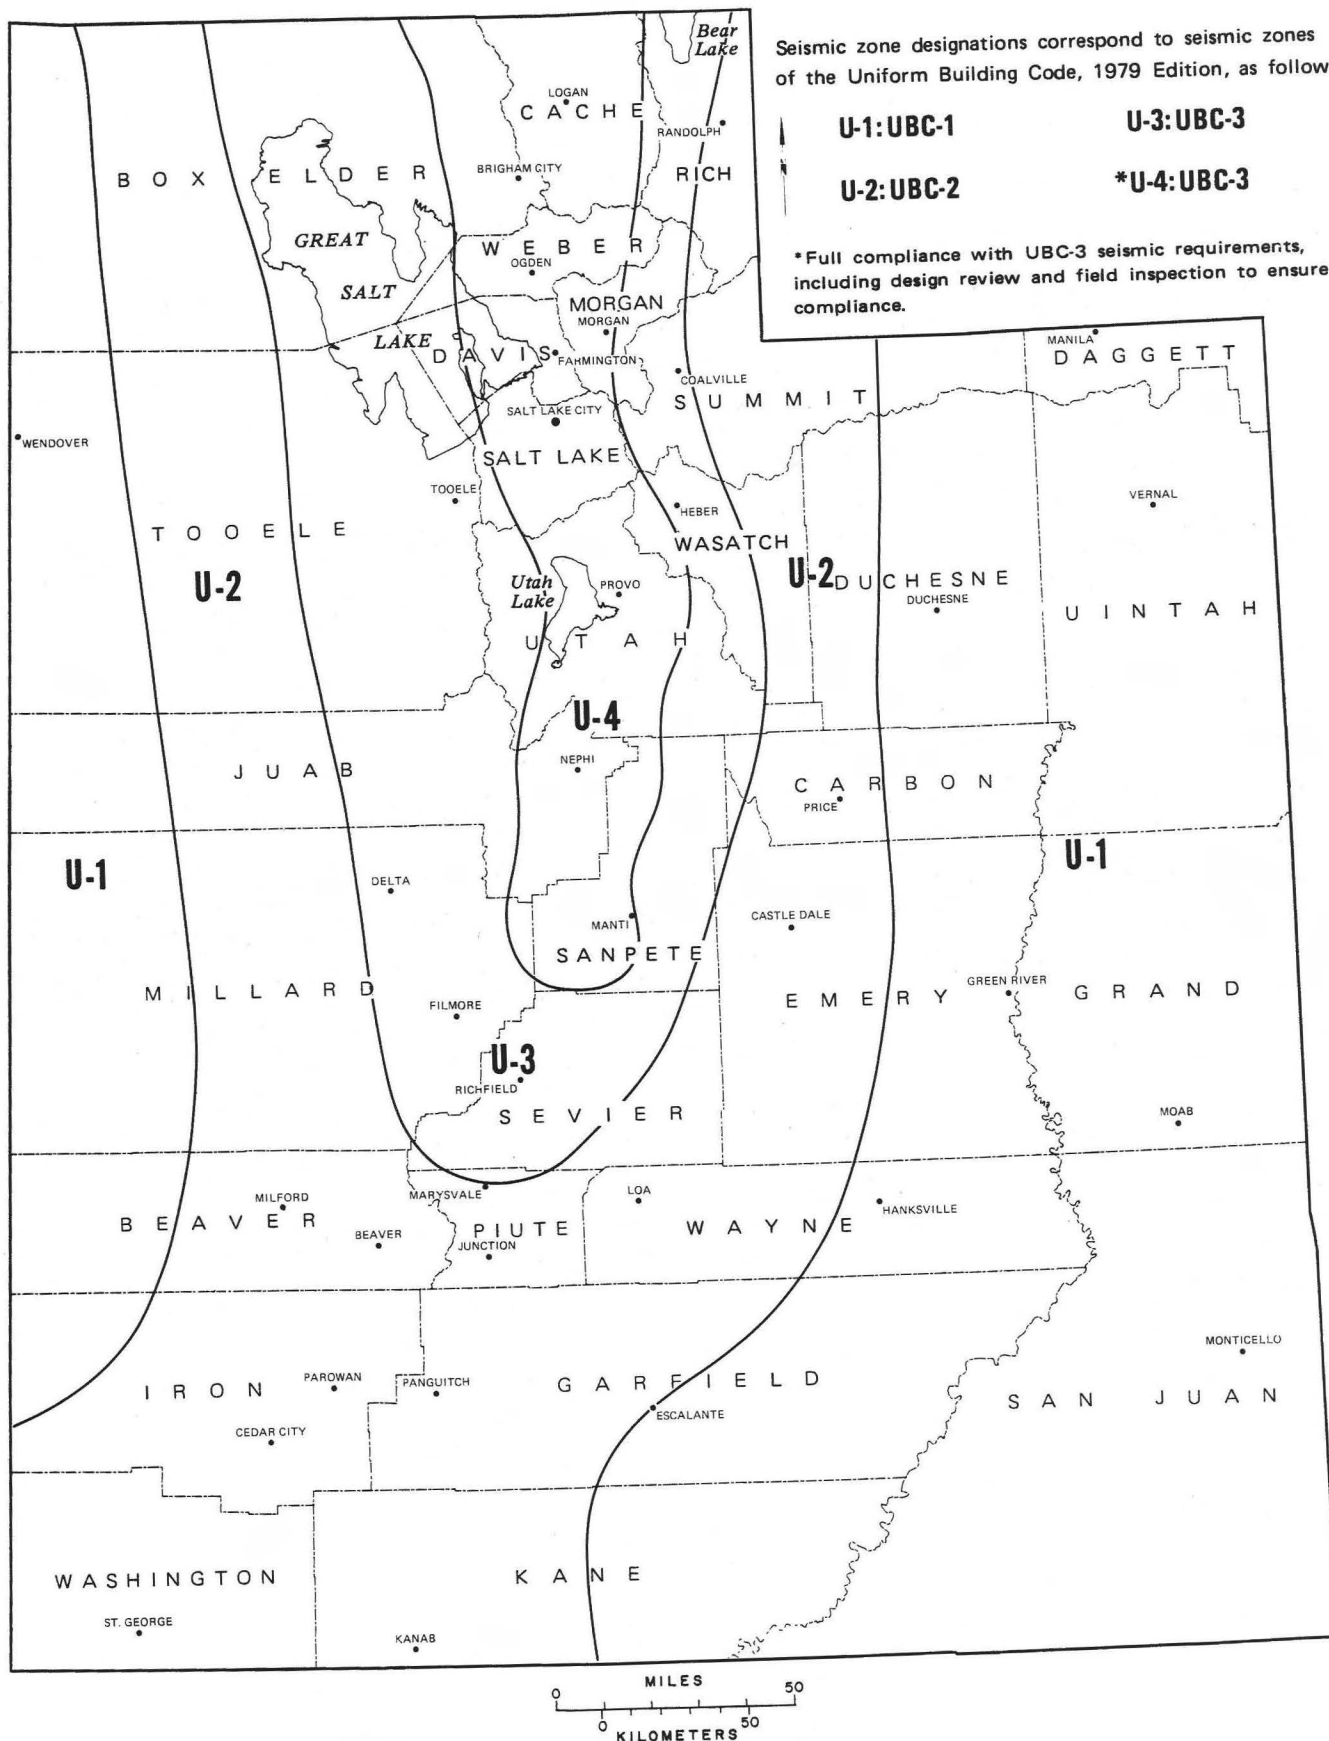 Seismic zone designations correspond to seismic zones
of the Uniform Building Code, 1979 Edition, as follow
U-1: UBC-1
U-3: UBC-3
U-2: UBC-2
*U-4: UBC-3
*Full compliance with UBC-3 seismic requirements,
including design review and field inspection to ensure
compliance.
Bear
Lake
LOGAN
CACHE
RANDOLPH
BOX ELDER
BRIGHAM CITY
RICH
GREAT
WEBER
OGDEN
SALT
MORGAN
MORGAN
LAKE
DAVIS
FARMINGTON
MANILA
DAGGETT
COALVILLE
SUMMIT
SALT LAKE CITY
WENDOVER
SALT LAKE
TOOELE
HEBER
VERNAL
TOOELE
WASATCH
U-2
Utah
Lake
PROVO
U-2
DUCHESNE
DUCHESNE
UINTAH
UTAH
U-4
NEPHI
JUAB
CARBON
PRICE
U-1
DELTA
U-1
MANTI
CASTLE DALE
SANPETE
MILLARD
FILMORE
EMERY
GREEN RIVER
GRAND
U-3
RICHFIELD
SEVIER
MOAB
MILFORD
MARYSVALE
LOA
HANKSVILLE
BEAVER
BEAVER
PIUTE
JUNCTION
WAYNE
MONTICELLO
IRON
PAROWAN
PANGUITCH
GARFIELD
SAN JUAN
ESCALANTE
CEDAR CITY
WASHINGTON
KANE
ST. GEORGE
KANAB
MILES
0 50
0 50
KILOMETERS